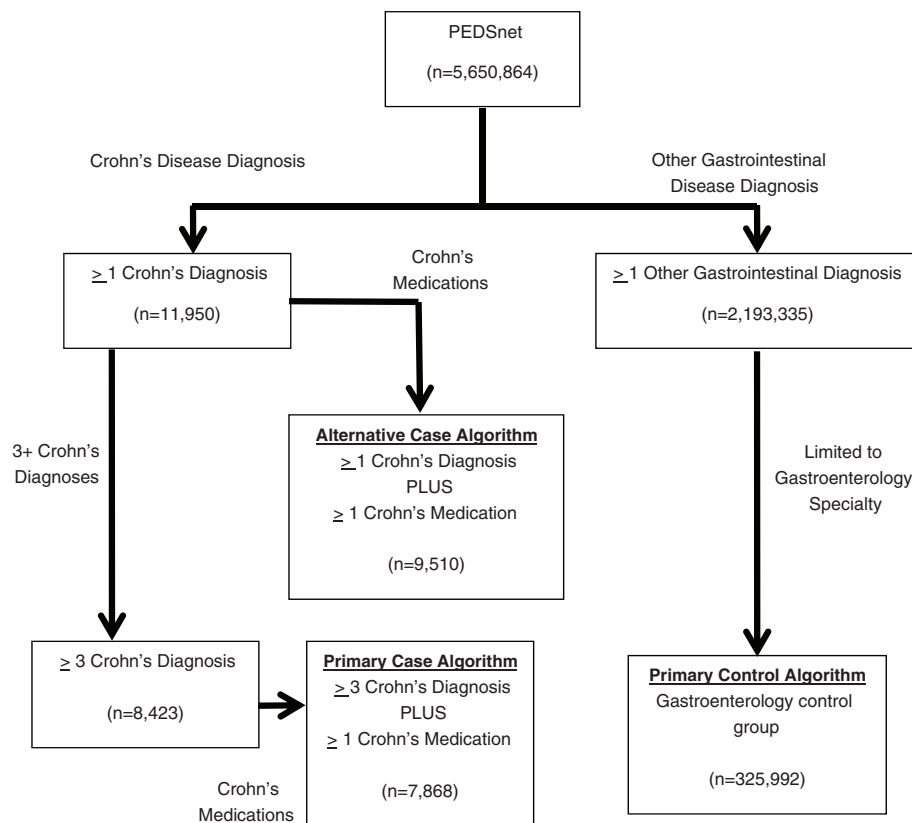 PEDSnet
(n=5,650,864)
Crohn's Disease Diagnosis
Other Gastrointestinal
Disease Diagnosis
≥ 1 Crohn's Diagnosis
(n=11,950)
Crohn's
Medications
≥ 1 Other Gastrointestinal Diagnosis
(n=2,193,335)
3+ Crohn's
Diagnoses
Alternative Case Algorithm
≥ 1 Crohn's Diagnosis
PLUS
≥ 1 Crohn's Medication
(n=9,510)
Limited to
Gastroenterology
Specialty
≥ 3 Crohn's Diagnosis
(n=8,423)
Crohn's
Medications
Primary Case Algorithm
≥ 3 Crohn's Diagnosis
PLUS
≥ 1 Crohn's Medication
(n=7,868)
Primary Control Algorithm
Gastroenterology control
group
(n=325,992)